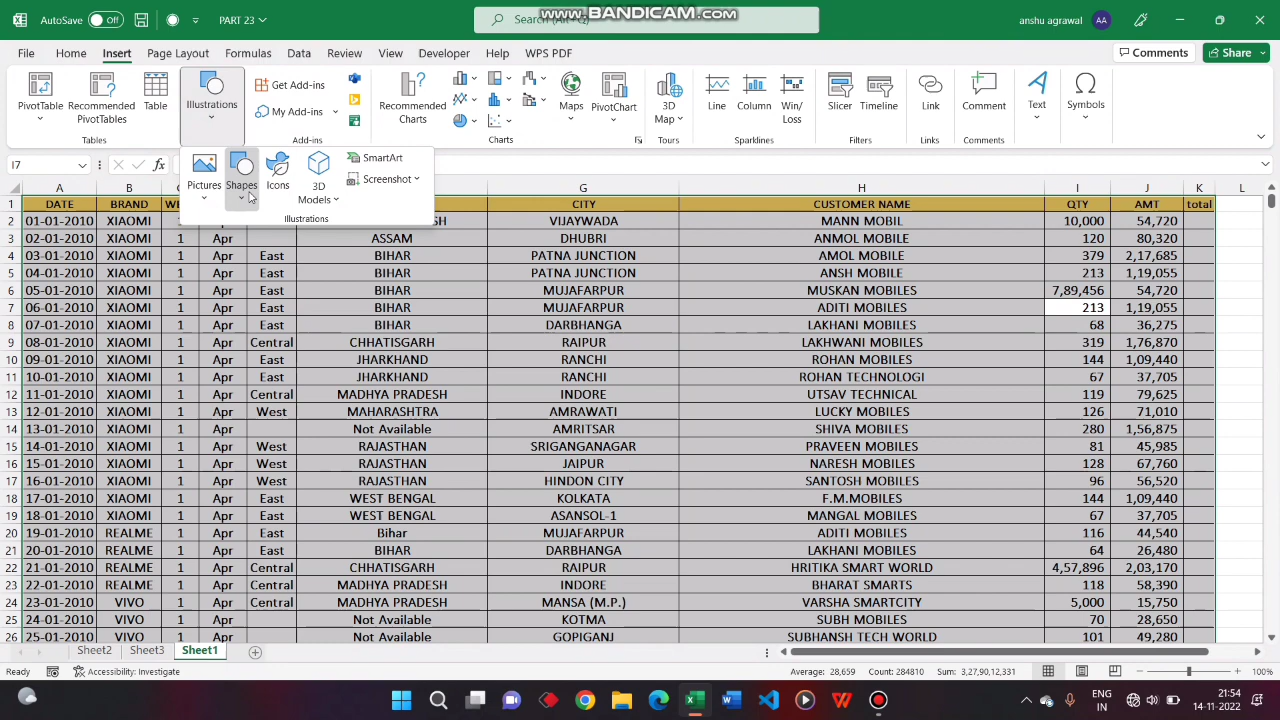 AutoSave Off PART 23 Search (Alt+Q) www.BANDICAM.com anshu agrawal AA
File Home Insert Page Layout Formulas Data Review View Developer Help WPS PDF Comments Share
PivotTable Recommended PivotTables Table Illustrations Get Add-ins My Add-ins Recommended Charts Maps PivotChart 3D Map Line Column Win/Loss Slicer Timeline Link Comment Text Symbols
Tables Add-ins Charts Tours Sparklines Filters Links Comments
Pictures Shapes Icons 3D Models SmartArt Screenshot
Illustrations
I7 fx
A B G H I J K L
1 DATE BRAND WE CITY CUSTOMER NAME QTY AMT total
2 01-01-2010 XIAOMI VIJAYWADA MANN MOBIL 10,000 54,720
3 02-01-2010 XIAOMI 1 Apr ASSAM DHUBRI ANMOL MOBILE 120 80,320
4 03-01-2010 XIAOMI 1 Apr East BIHAR PATNA JUNCTION AMOL MOBILE 379 2,17,685
5 04-01-2010 XIAOMI 1 Apr East BIHAR PATNA JUNCTION ANSH MOBILE 213 1,19,055
6 05-01-2010 XIAOMI 1 Apr East BIHAR MUJAFARPUR MUSKAN MOBILES 7,89,456 54,720
7 06-01-2010 XIAOMI 1 Apr East BIHAR MUJAFARPUR ADITI MOBILES 213 1,19,055
8 07-01-2010 XIAOMI 1 Apr East BIHAR DARBHANGA LAKHANI MOBILES 68 36,275
9 08-01-2010 XIAOMI 1 Apr Central CHHATISGARH RAIPUR LAKHWANI MOBILES 319 1,76,870
10 09-01-2010 XIAOMI 1 Apr East JHARKHAND RANCHI ROHAN MOBILES 144 1,09,440
11 10-01-2010 XIAOMI 1 Apr East JHARKHAND RANCHI ROHAN TECHNOLOGI 67 37,705
12 11-01-2010 XIAOMI 1 Apr Central MADHYA PRADESH INDORE UTSAV TECHNICAL 119 79,625
13 12-01-2010 XIAOMI 1 Apr West MAHARASHTRA AMRAWATI LUCKY MOBILES 126 71,010
14 13-01-2010 XIAOMI 1 Apr Not Available AMRITSAR SHIVA MOBILES 280 1,56,875
15 14-01-2010 XIAOMI 1 Apr West RAJASTHAN SRIGANGANAGAR PRAVEEN MOBILES 81 45,985
16 15-01-2010 XIAOMI 1 Apr West RAJASTHAN JAIPUR NARESH MOBILES 128 67,760
17 16-01-2010 XIAOMI 1 Apr West RAJASTHAN HINDON CITY SANTOSH MOBILES 96 56,520
18 17-01-2010 XIAOMI 1 Apr East WEST BENGAL KOLKATA F.M.MOBILES 144 1,09,440
19 18-01-2010 XIAOMI 1 Apr East WEST BENGAL ASANSOL-1 MANGAL MOBILES 67 37,705
20 19-01-2010 REALME 1 Apr East Bihar MUJAFARPUR ADITI MOBILES 116 44,540
21 20-01-2010 REALME 1 Apr East BIHAR DARBHANGA LAKHANI MOBILES 64 26,480
22 21-01-2010 REALME 1 Apr Central CHHATISGARH RAIPUR HRITIKA SMART WORLD 4,57,896 2,03,170
23 22-01-2010 REALME 1 Apr Central MADHYA PRADESH INDORE BHARAT SMARTS 118 58,390
24 23-01-2010 VIVO 1 Apr Central MADHYA PRADESH MANSA (M.P.) VARSHA SMARTCITY 5,000 15,750
25 24-01-2010 VIVO 1 Apr Not Available KOTMA SUBH MOBILES 70 28,650
26 25-01-2010 VIVO 1 Apr Not Available GOPIGANJ SUBHANSH TECH WORLD 101 49,280
Sheet2 Sheet3 Sheet1
Ready Accessibility: Investigate Average: 28,659 Count: 284810 Sum: 3,27,90,12,331 100%
ENG IN 21:54 14-11-2022